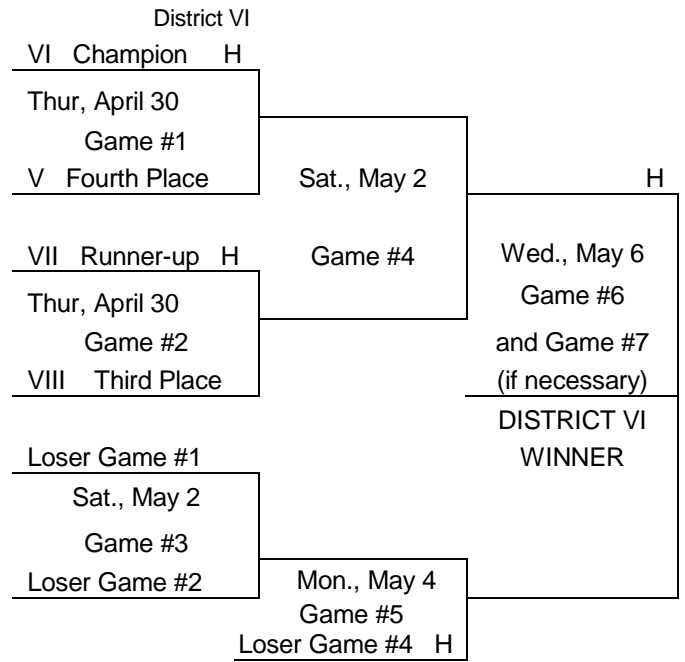 District VI
VI Champion H
Thur, April 30
Game #1
V Fourth Place
Sat., May 2
H
VII Runner-up H
Game #4
Wed., May 6
Thur, April 30
Game #6
Game #2
and Game #7
VIII Third Place
(if necessary)
DISTRICT VI
Loser Game #1
WINNER
Sat., May 2
Game #3
Loser Game #2
Mon., May 4
Game #5
Loser Game #4 H